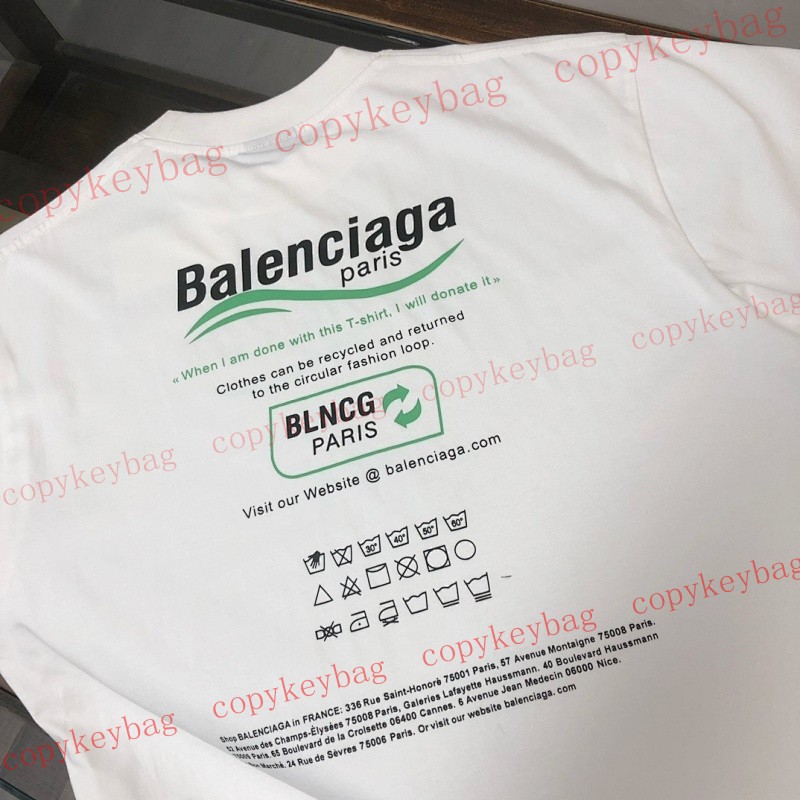 copykeybag
copykeybag
copykeybag
Balenciaga
paris
« When I am done with this T-shirt, I will donate it »
Clothes can be recycled and returned
to the circular fashion loop.
copykeybag
copykeybag
copykeybag
copykeybag
BLNCG
PARIS
Visit our Website @ balenciaga.com
30° 40° 50° 60°
copykeybag
copykeybag
copykeybag
copykeybag
Shop BALENCIAGA in FRANCE: 336 Rue Saint-Honoré 75001 Paris, 57 Avenue Montaigne 75008 Paris.
Avenue des Champs-Élysées 75008 Paris, Galeries Lafayette Haussmann. 40 Boulevard Haussmann
Paris. 65 Boulevard de la Croisette 06400 Cannes. 6 Avenue Jean Medecin 06000 Nice.
Marché. 24 Rue de Sèvres 75006 Paris. Or visit our website balenciaga.com